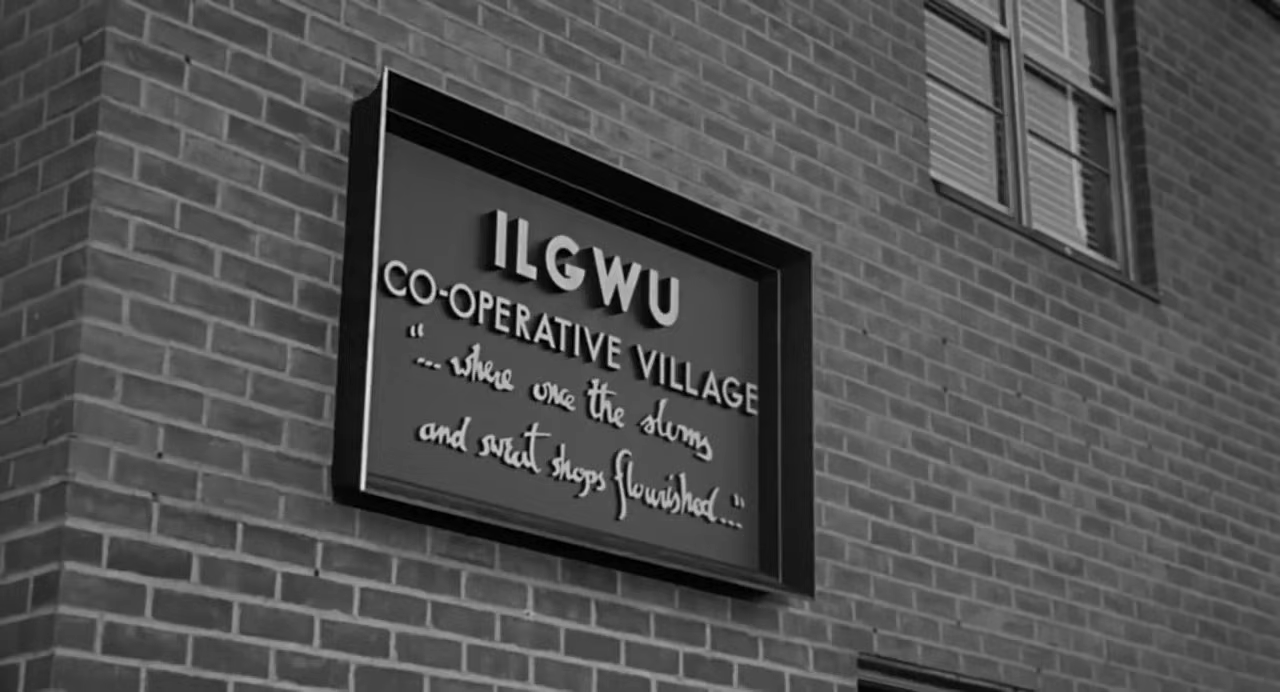 ILGWU
CO-OPERATIVE VILLAGE
"... where once the slums
and sweat shops flourished..."